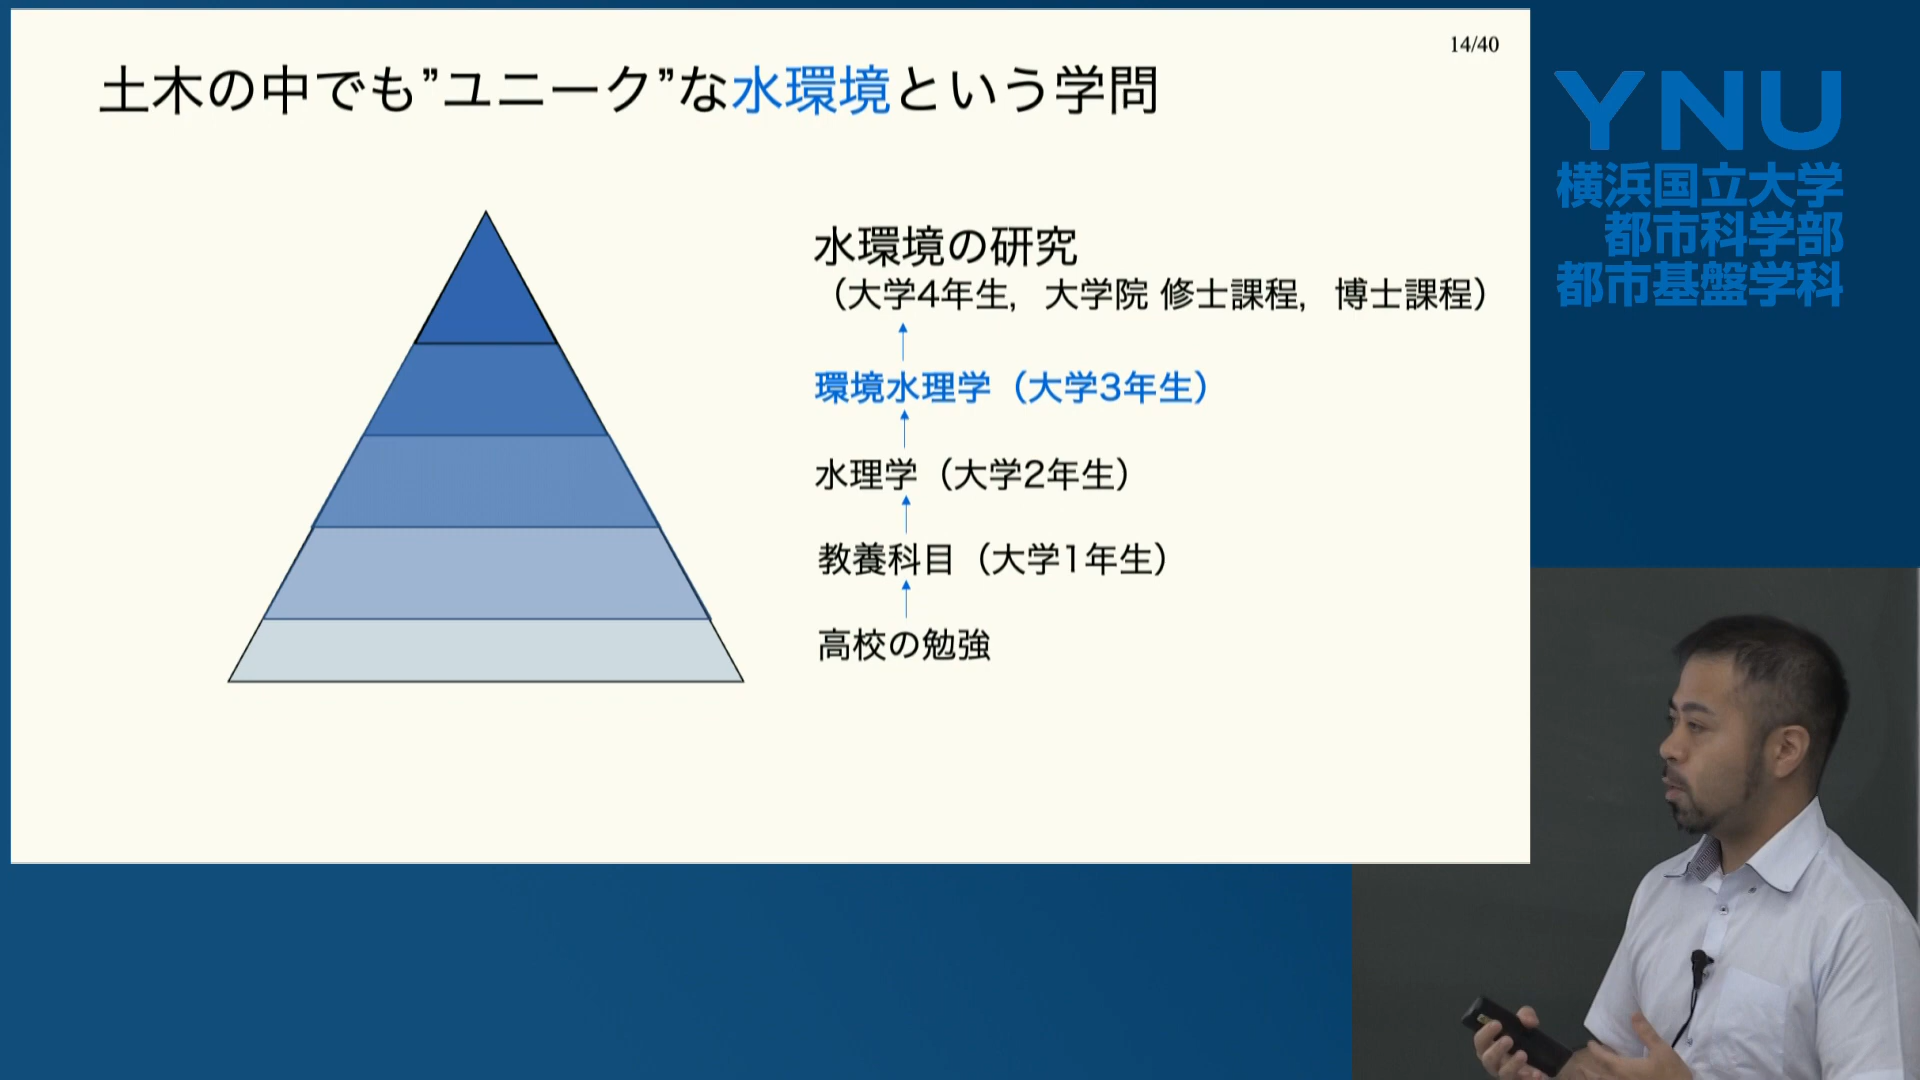 14/40
土木の中でも”ユニーク”な水環境という学問
水環境の研究
（大学4年生，大学院 修士課程，博士課程）
環境水理学（大学3年生）
水理学（大学2年生）
教養科目（大学1年生）
高校の勉強
YNU
横浜国立大学
都市科学部
都市基盤学科